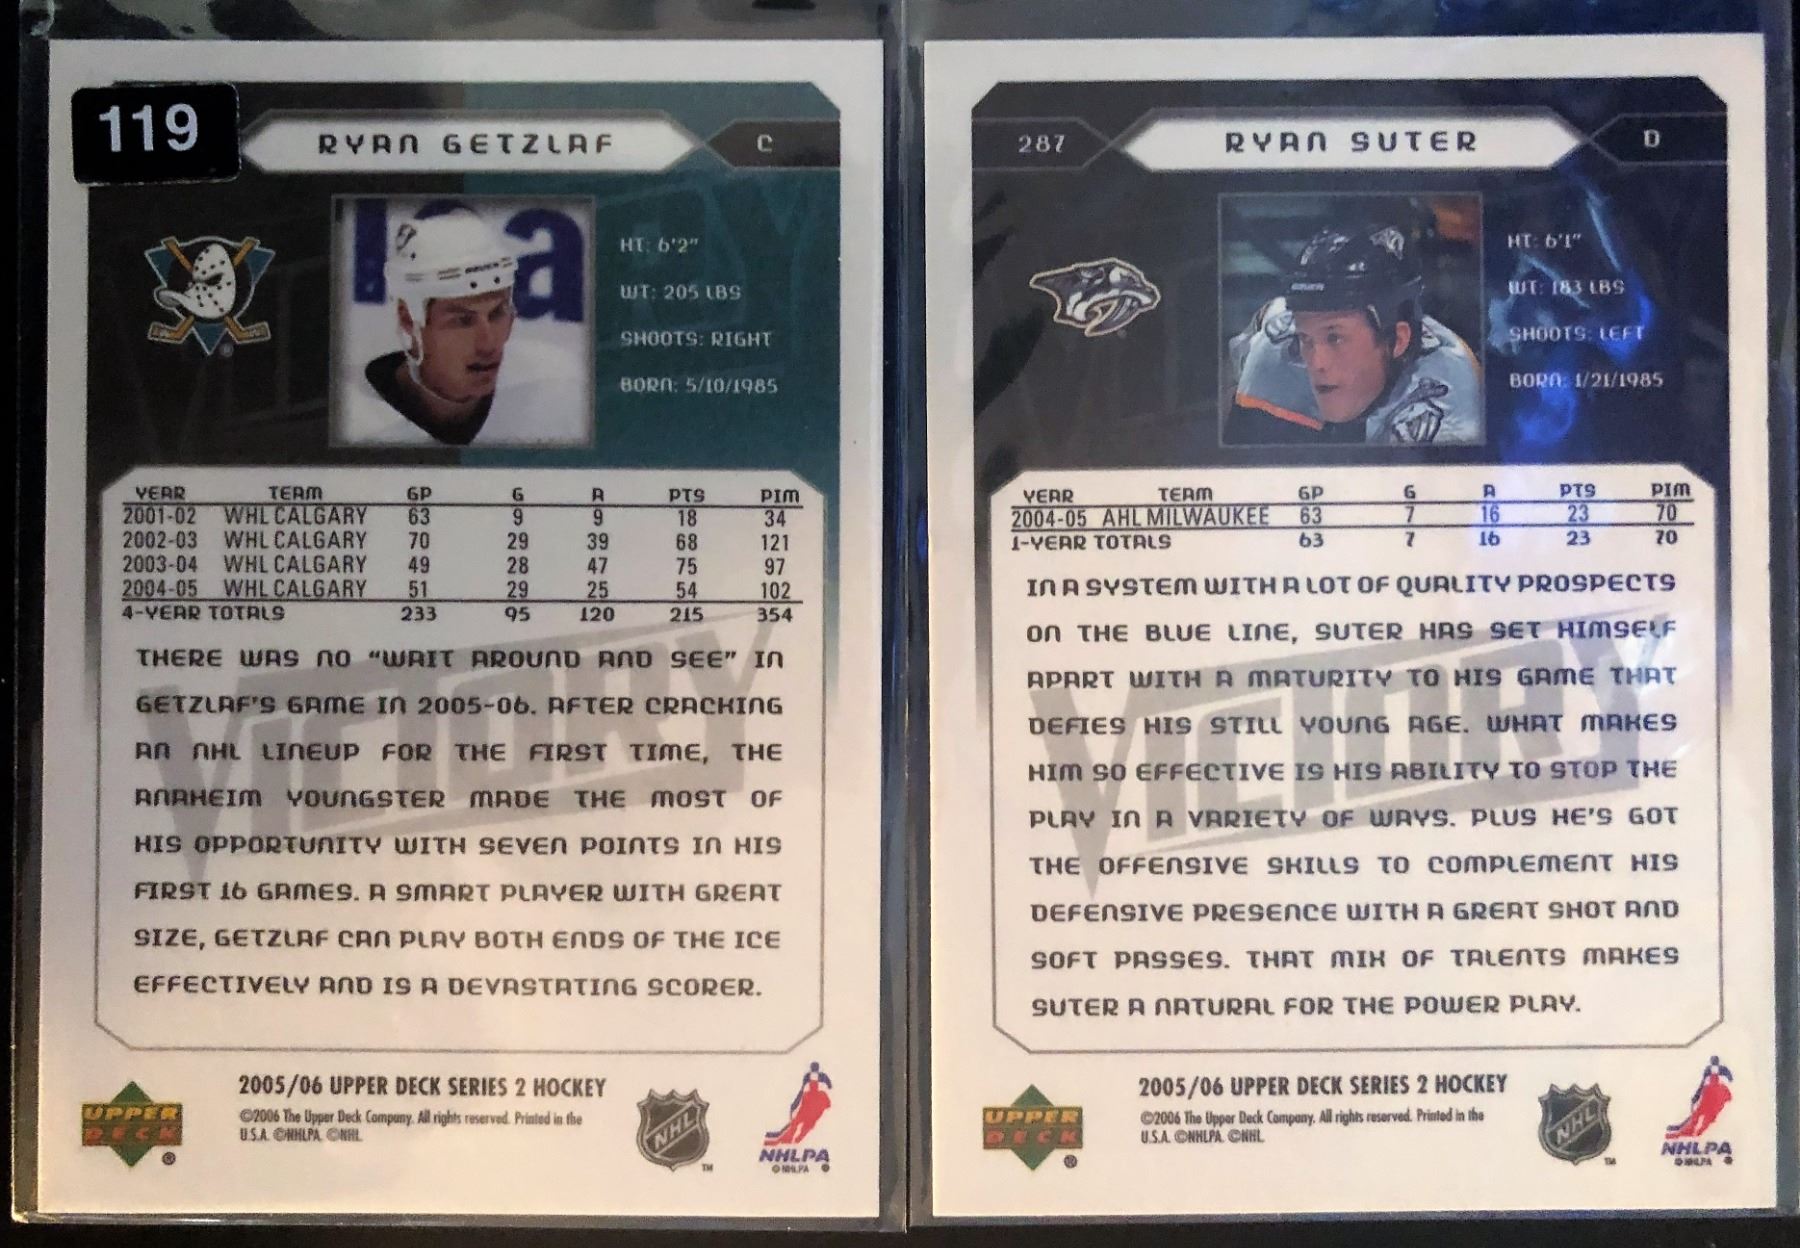 119
RYAN GETZLAF
C
HT: 6'2"
WT: 205 LBS
SHOOTS: RIGHT
BORN: 5/10/1985
YEAR TEAM GP G A PTS PIM
2001-02 WHL CALGARY 63 9 9 18 34
2002-03 WHL CALGARY 70 29 39 68 121
2003-04 WHL CALGARY 49 28 47 75 97
2004-05 WHL CALGARY 51 29 25 54 102
4-YEAR TOTALS 233 95 120 215 354
VICTORY
THERE WAS NO "WAIT AROUND AND SEE" IN
GETZLAF'S GAME IN 2005-06. AFTER CRACKING
AN NHL LINEUP FOR THE FIRST TIME, THE
ANAHEIM YOUNGSTER MADE THE MOST OF
HIS OPPORTUNITY WITH SEVEN POINTS IN HIS
FIRST 16 GAMES. A SMART PLAYER WITH GREAT
SIZE, GETZLAF CAN PLAY BOTH ENDS OF THE ICE
EFFECTIVELY AND IS A DEVASTATING SCORER.
UPPER
DECK
®
2005/06 UPPER DECK SERIES 2 HOCKEY
©2006 The Upper Deck Company. All rights reserved. Printed in the
U.S.A. ©NHLPA. ©NHL.
NHL
TM
NHLPA
©NHLPA ®
287
RYAN SUTER
D
HT: 6'1"
WT: 183 LBS
SHOOTS: LEFT
BORN: 1/21/1985
YEAR TEAM GP G A PTS PIM
2004-05 AHL MILWAUKEE 63 7 16 23 70
1-YEAR TOTALS 63 7 16 23 70
VICTORY
IN A SYSTEM WITH A LOT OF QUALITY PROSPECTS
ON THE BLUE LINE, SUTER HAS SET HIMSELF
APART WITH A MATURITY TO HIS GAME THAT
DEFIES HIS STILL YOUNG AGE. WHAT MAKES
HIM SO EFFECTIVE IS HIS ABILITY TO STOP THE
PLAY IN A VARIETY OF WAYS. PLUS HE'S GOT
THE OFFENSIVE SKILLS TO COMPLEMENT HIS
DEFENSIVE PRESENCE WITH A GREAT SHOT AND
SOFT PASSES. THAT MIX OF TALENTS MAKES
SUTER A NATURAL FOR THE POWER PLAY.
UPPER
DECK
®
2005/06 UPPER DECK SERIES 2 HOCKEY
©2006 The Upper Deck Company. All rights reserved. Printed in the
U.S.A. ©NHLPA. ©NHL.
NHL
TM
NHLPA
©NHLPA ®